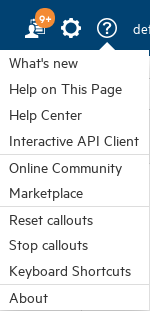 9+
det
What's new
Help on This Page
Help Center
Interactive API Client
Online Community
Marketplace
Reset callouts
Stop callouts
Keyboard Shortcuts
About